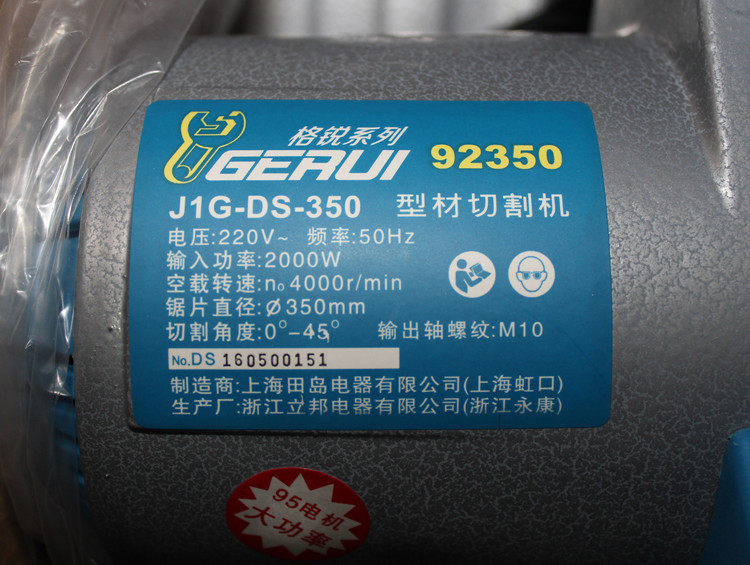 格锐系列
GERUI 92350
J1G-DS-350 型材切割机
电压:220V~ 频率:50Hz
输入功率:2000W
空载转速:n₀4000r/min
锯片直径:Ø350mm
切割角度:0°-45° 输出轴螺纹:M10
No.DS 160500151
制造商:上海田岛电器有限公司(上海虹口)
生产厂:浙江立邦电器有限公司(浙江永康)
95电机
大功率